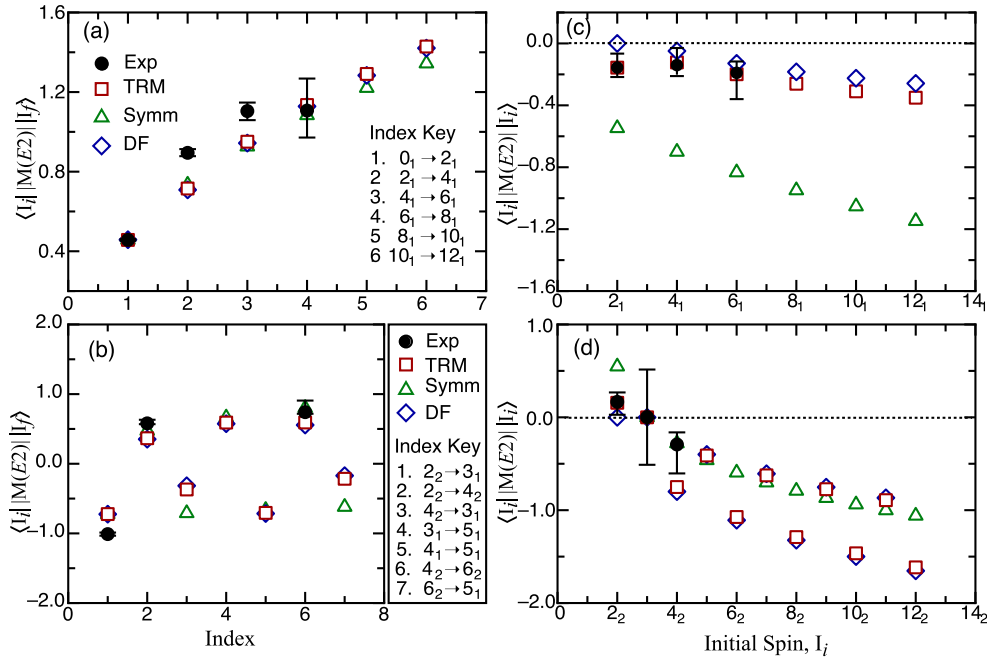 (a)
Exp
TRM
Symm
DF
Index Key
1. 0₁→2₁
2 2₁→4₁
3. 4₁→6₁
4. 6₁→8₁
5 8₁→10₁
6 10₁→12₁
⟨Iᵢ||M(E2)||I_f⟩
1.6
1.2
0.8
0.4
0 1 2 3 4 5 6 7
(c)
⟨Iᵢ||M(E2)||Iᵢ⟩
0.0
−0.4
−0.8
−1.2
−1.6
0 2₁ 4₁ 6₁ 8₁ 10₁ 12₁ 14₁
(b)
⟨Iᵢ||M(E2)||I_f⟩
2.0
1.0
0.0
−1.0
−2.0
0 2 4 6 8
Index
Exp
TRM
Symm
DF
Index Key
1. 2₂→3₁
2. 2₂→4₂
3. 4₂→3₁
4. 3₁→5₁
5. 4₁→5₁
6. 4₂→6₂
7. 6₂→5₁
(d)
⟨Iᵢ||M(E2)||Iᵢ⟩
1.0
0.0
−1.0
−2.0
0 2₂ 4₂ 6₂ 8₂ 10₂ 12₂ 14₂
Initial Spin, Iᵢ